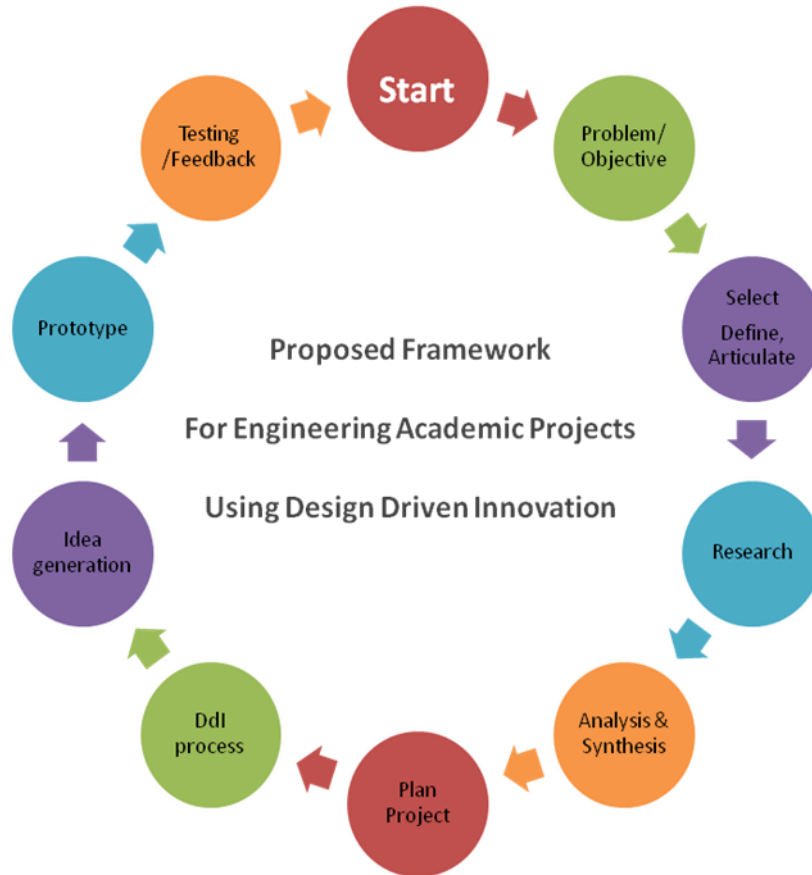 Start
Problem/
Objective
Select
Define,
Articulate
Research
Analysis &
Synthesis
Plan
Project
DdI
process
Idea
generation
Prototype
Testing
/Feedback
Proposed Framework
For Engineering Academic Projects
Using Design Driven Innovation